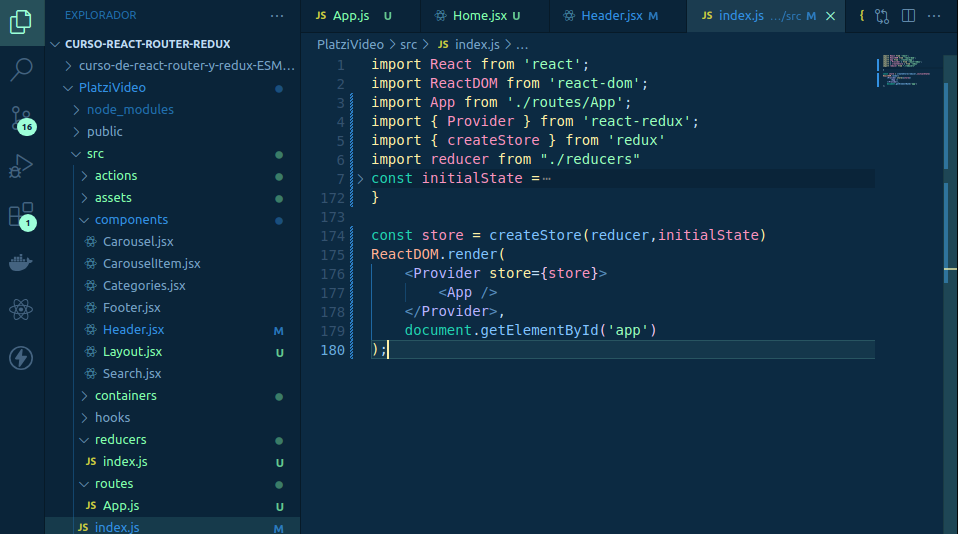 EXPLORADOR
···
CURSO-REACT-ROUTER-REDUX
curso-de-react-router-y-redux-ESM...
PlatziVideo
node_modules
public
src
actions
assets
components
Carousel.jsx
CarouselItem.jsx
Categories.jsx
Footer.jsx
Header.jsx M
Layout.jsx U
Search.jsx
containers
hooks
reducers
JS index.js U
routes
JS App.js U
JS index.js M
16
1
JS App.js U
Home.jsx U
Header.jsx M
JS index.js .../src M
{
···
PlatziVideo > src > JS index.js > ...
1 import React from 'react';
2 import ReactDOM from 'react-dom';
3 import App from './routes/App';
4 import { Provider } from 'react-redux';
5 import { createStore } from 'redux'
6 import reducer from "./reducers"
7 const initialState =⋯
172 }
173
174 const store = createStore(reducer,initialState)
175 ReactDOM.render(
176 <Provider store={store}>
177 <App />
178 </Provider>,
179 document.getElementById('app')
180 );